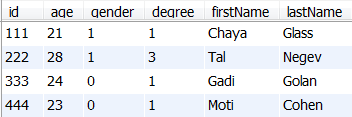 id age gender degree firstName lastName
111 21 1 1 Chaya Glass
222 28 1 3 Tal Negev
333 24 0 1 Gadi Golan
444 23 0 1 Moti Cohen